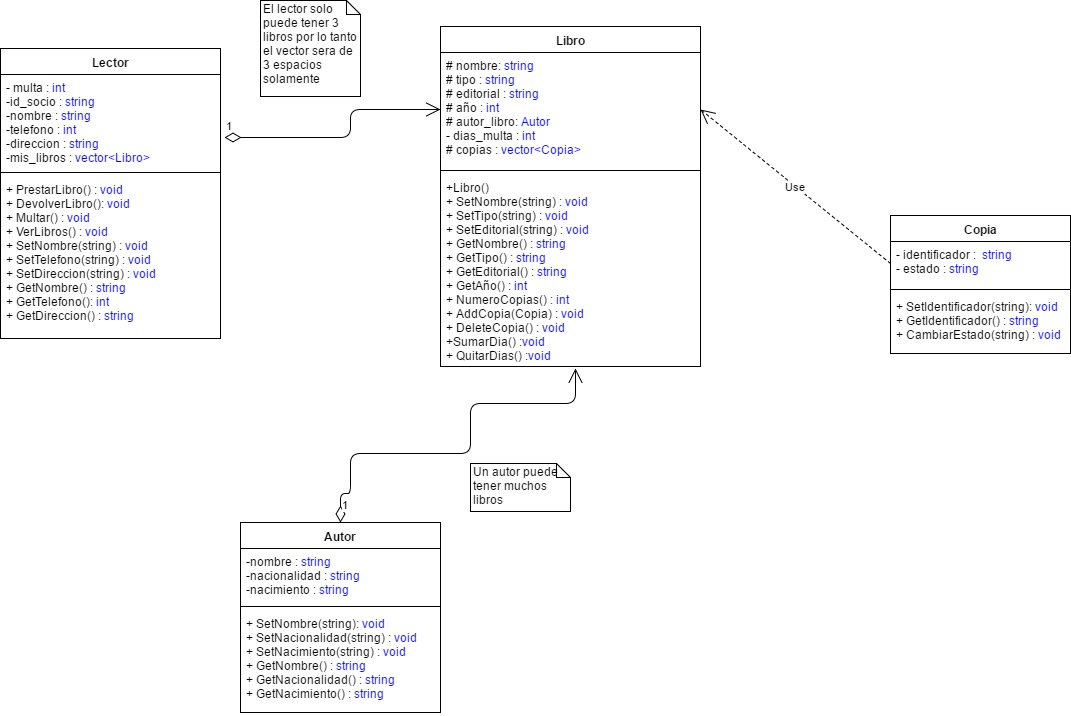 El lector solo
puede tener 3
libros por lo tanto
el vector sera de
3 espacios
solamente
Lector
- multa : int
-id_socio : string
-nombre : string
-telefono : int
-direccion : string
-mis_libros : vector<Libro>
+ PrestarLibro() : void
+ DevolverLibro(): void
+ Multar() : void
+ VerLibros() : void
+ SetNombre(string) : void
+ SetTelefono(string) : void
+ SetDireccion(string) : void
+ GetNombre() : string
+ GetTelefono(): int
+ GetDireccion() : string
1
Libro
# nombre: string
# tipo : string
# editorial : string
# año : int
# autor_libro: Autor
- dias_multa : int
# copias : vector<Copia>
+Libro()
+ SetNombre(string) : void
+ SetTipo(string) : void
+ SetEditorial(string) : void
+ GetNombre() : string
+ GetTipo() : string
+ GetEditorial() : string
+ GetAño() : int
+ NumeroCopias() : int
+ AddCopia(Copia) : void
+ DeleteCopia() : void
+SumarDia() :void
+ QuitarDias() :void
Use
Copia
- identificador : string
- estado : string
+ SetIdentificador(string): void
+ GetIdentificador() : string
+ CambiarEstado(string) : void
Un autor puede
tener muchos
libros
1
Autor
-nombre : string
-nacionalidad : string
-nacimiento : string
+ SetNombre(string): void
+ SetNacionalidad(string) : void
+ SetNacimiento(string) : void
+ GetNombre() : string
+ GetNacionalidad() : string
+ GetNacimiento() : string